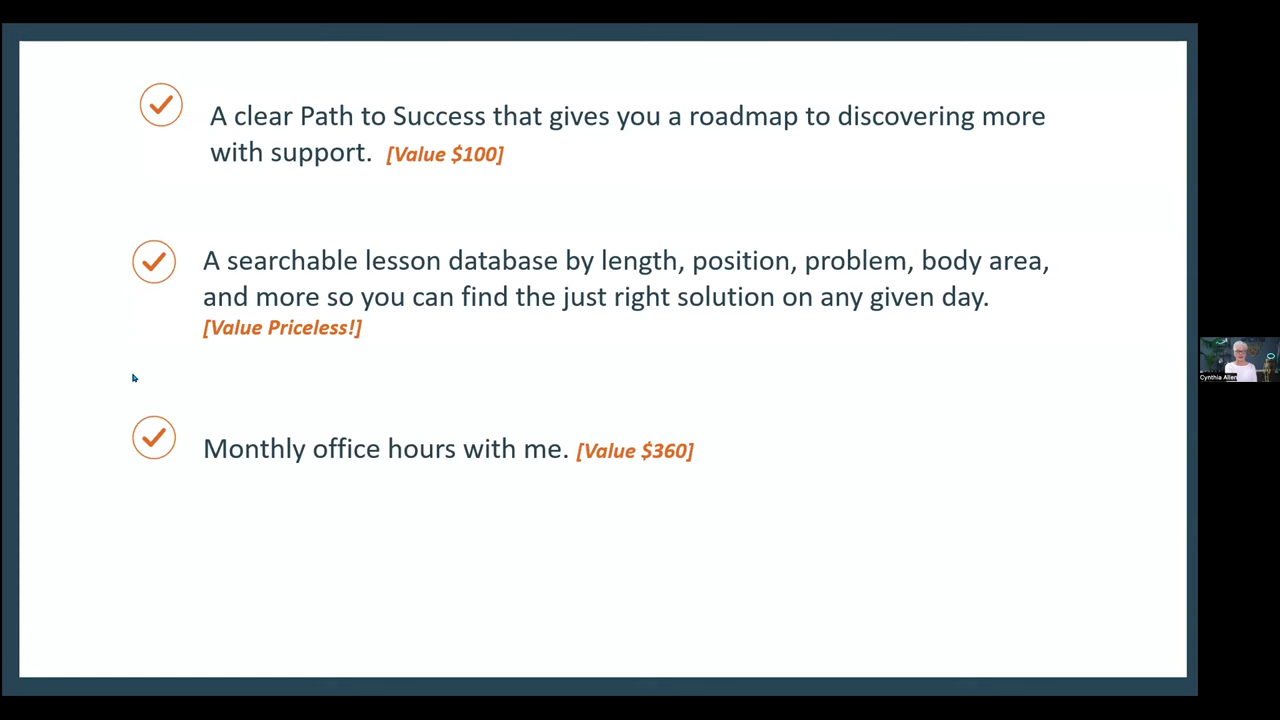 A clear Path to Success that gives you a roadmap to discovering more
with support. [Value $100]
A searchable lesson database by length, position, problem, body area,
and more so you can find the just right solution on any given day.
[Value Priceless!]
Monthly office hours with me. [Value $360]
Cynthia Allen